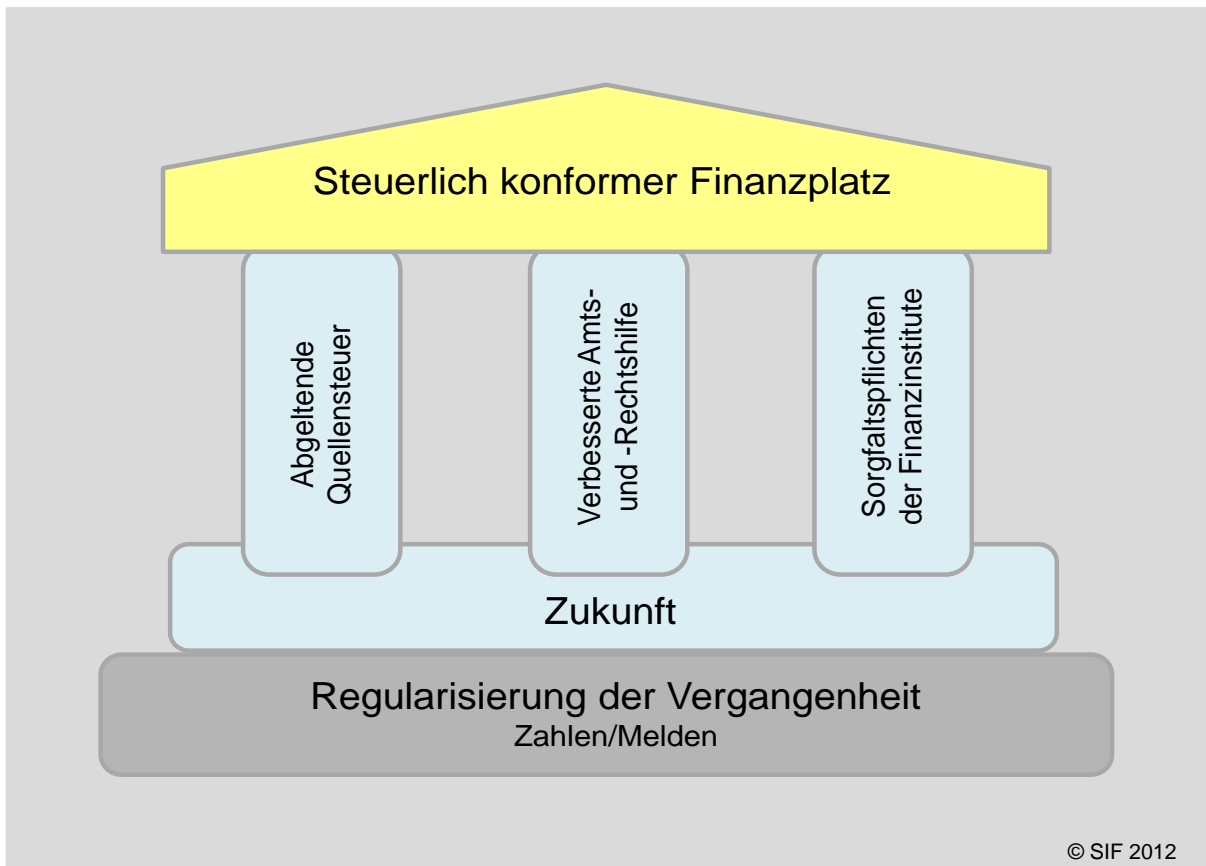 Steuerlich konformer Finanzplatz
Abgeltende
Quellensteuer
Verbesserte Amts-
und -Rechtshilfe
Sorgfaltspflichten
der Finanzinstitute
Zukunft
Regularisierung der Vergangenheit
Zahlen/Melden
© SIF 2012